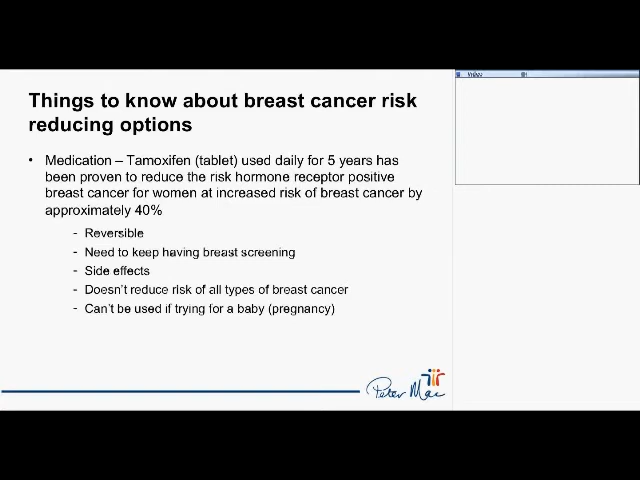 Things to know about breast cancer risk
reducing options
• Medication – Tamoxifen (tablet) used daily for 5 years has
been proven to reduce the risk hormone receptor positive
breast cancer for women at increased risk of breast cancer by
approximately 40%
- Reversible
- Need to keep having breast screening
- Side effects
- Doesn't reduce risk of all types of breast cancer
- Can't be used if trying for a baby (pregnancy)
Peter Mac
Video